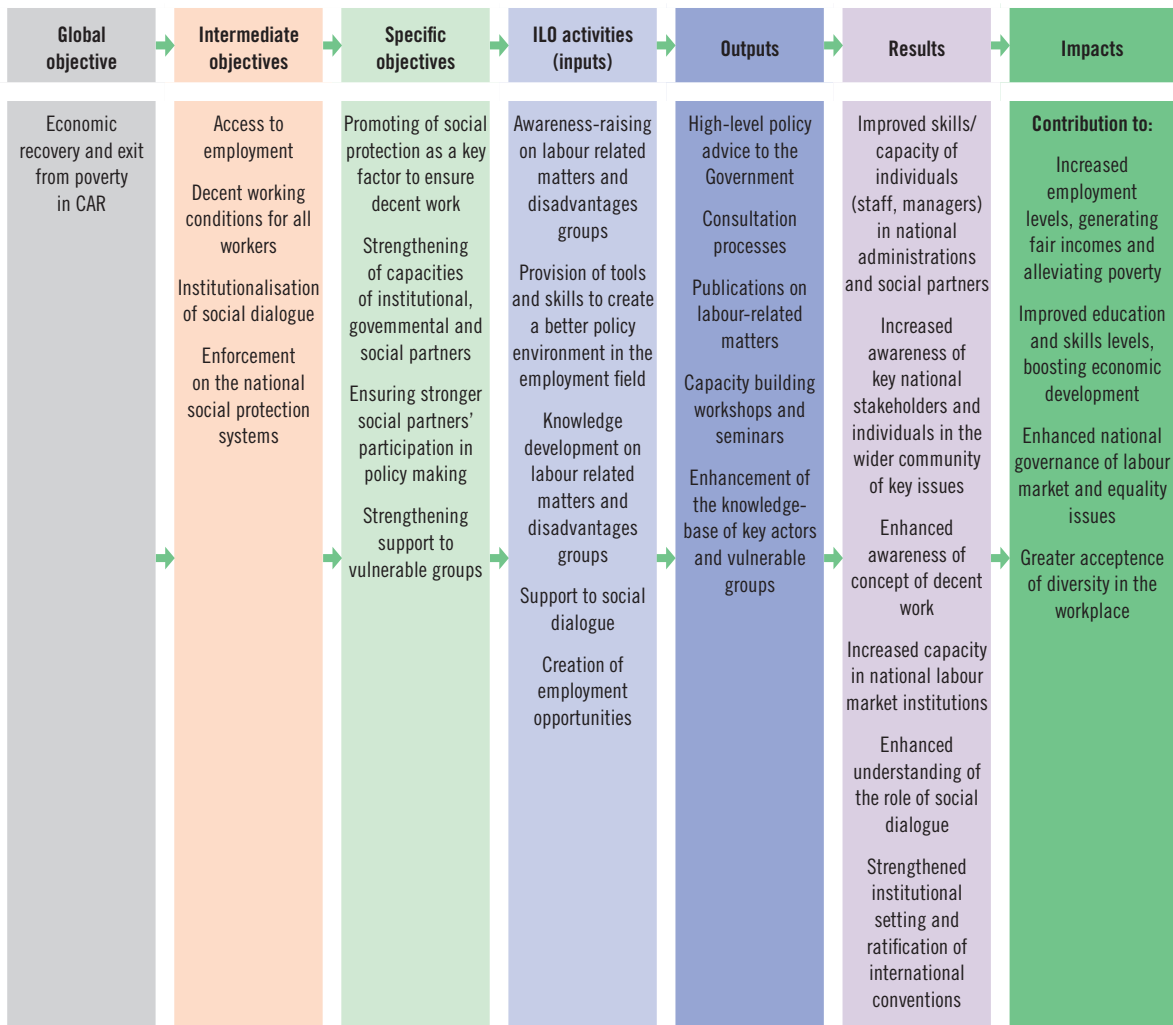 Global
objective
Intermediate
objectives
Specific
objectives
ILO activities
(inputs)
Outputs
Results
Impacts
Economic
recovery and exit
from poverty
in CAR
Access to
employment
Decent working
conditions for all
workers
Institutionalisation
of social dialogue
Enforcement
on the national
social protection
systems
Promoting of social
protection as a key
factor to ensure
decent work
Strengthening
of capacities
of institutional,
govemmental and
social partners
Ensuring stronger
social partners’
participation in
policy making
Strengthening
support to
vulnerable groups
Awareness-raising
on labour related
matters and
disadvantages
groups
Provision of tools
and skills to create
a better policy
environment in the
employment field
Knowledge
development on
labour related
matters and
disadvantages
groups
Support to social
dialogue
Creation of
employment
opportunities
High-level policy
advice to the
Government
Consultation
processes
Publications on
labour-related
matters
Capacity building
workshops and
seminars
Enhancement of
the knowledge-
base of key actors
and vulnerable
groups
Improved skills/
capacity of
individuals
(staff, managers)
in national
administrations
and social partners
Increased
awareness of
key national
stakeholders and
individuals in the
wider community
of key issues
Enhanced
awareness of
concept of decent
work
Increased capacity
in national labour
market institutions
Enhanced
understanding of
the role of social
dialogue
Strengthened
institutional
setting and
ratification of
international
conventions
Contribution to:
Increased
employment
levels, generating
fair incomes and
alleviating poverty
Improved education
and skills levels,
boosting economic
development
Enhanced national
governance of labour
market and equality
issues
Greater acceptence
of diversity in the
workplace